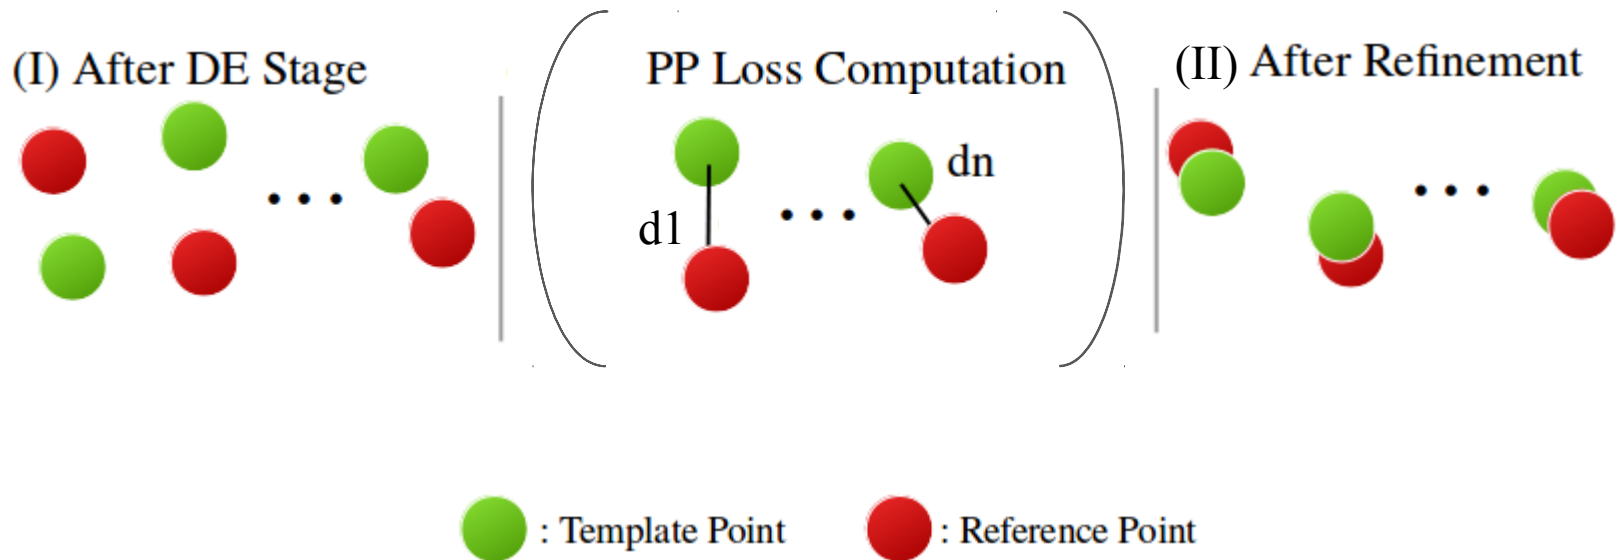 (I) After DE Stage
PP Loss Computation
(II) After Refinement
dn
d1
: Template Point
: Reference Point